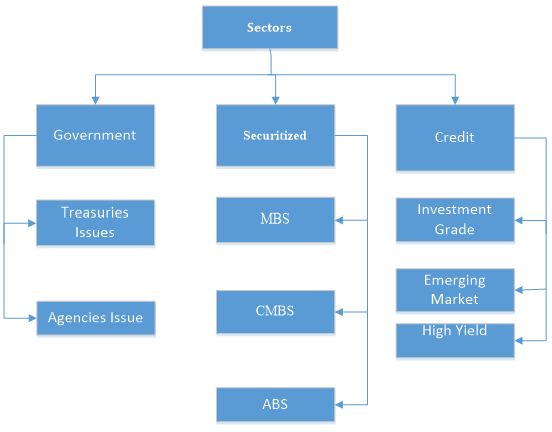 Sectors
Government
Securitized
Credit
Treasuries
Issues
MBS
Investment
Grade
Agencies Issue
CMBS
Emerging
Market
High Yield
ABS